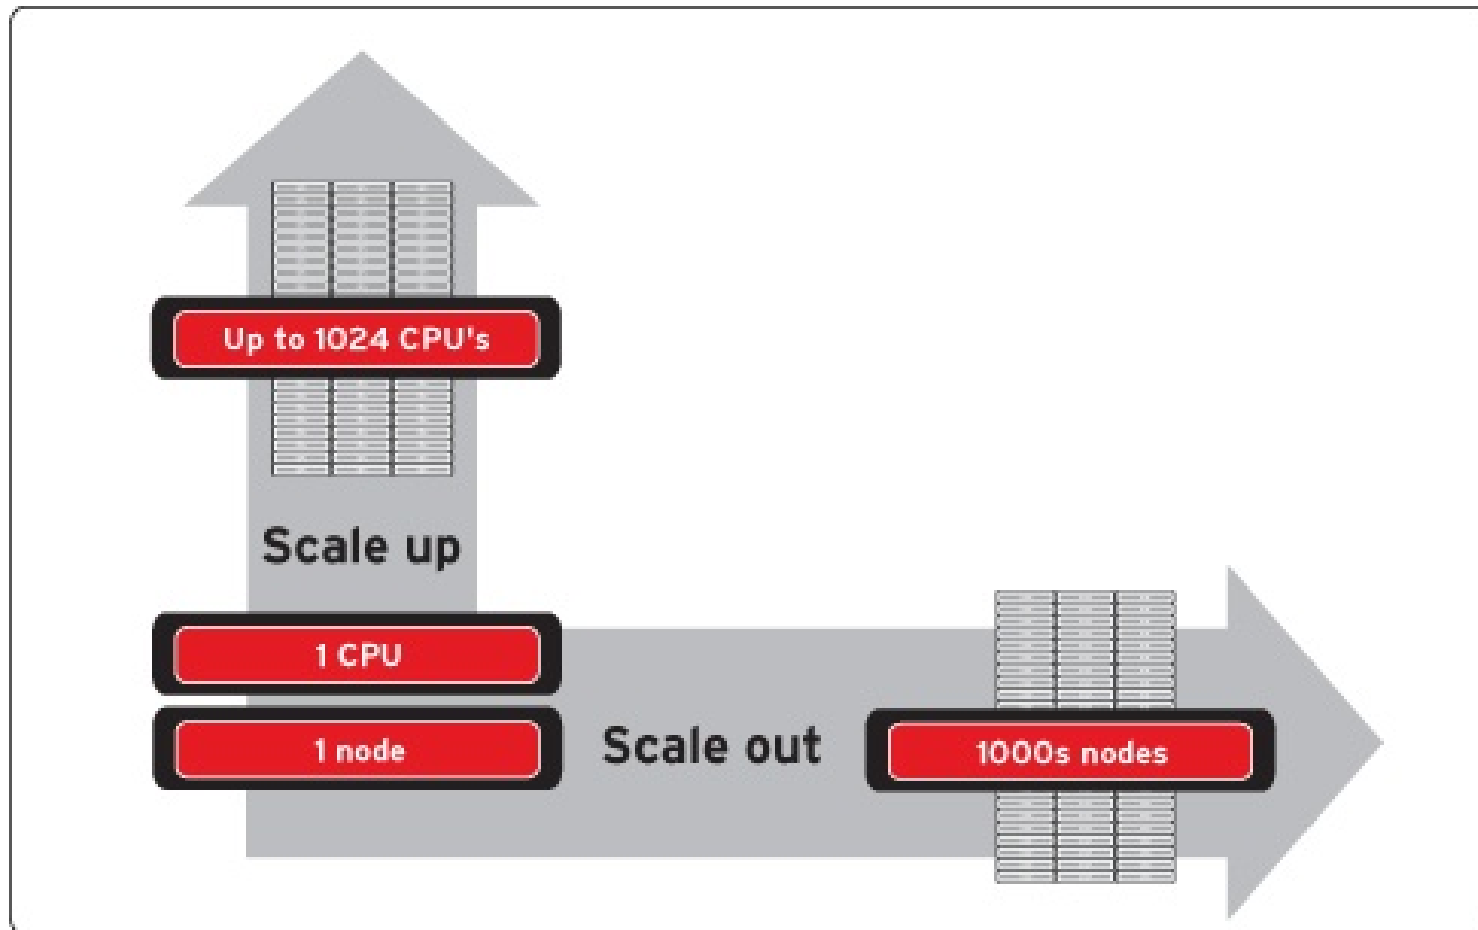 Up to 1024 CPU's
Scale up
1 CPU
1 node
Scale out
1000s nodes